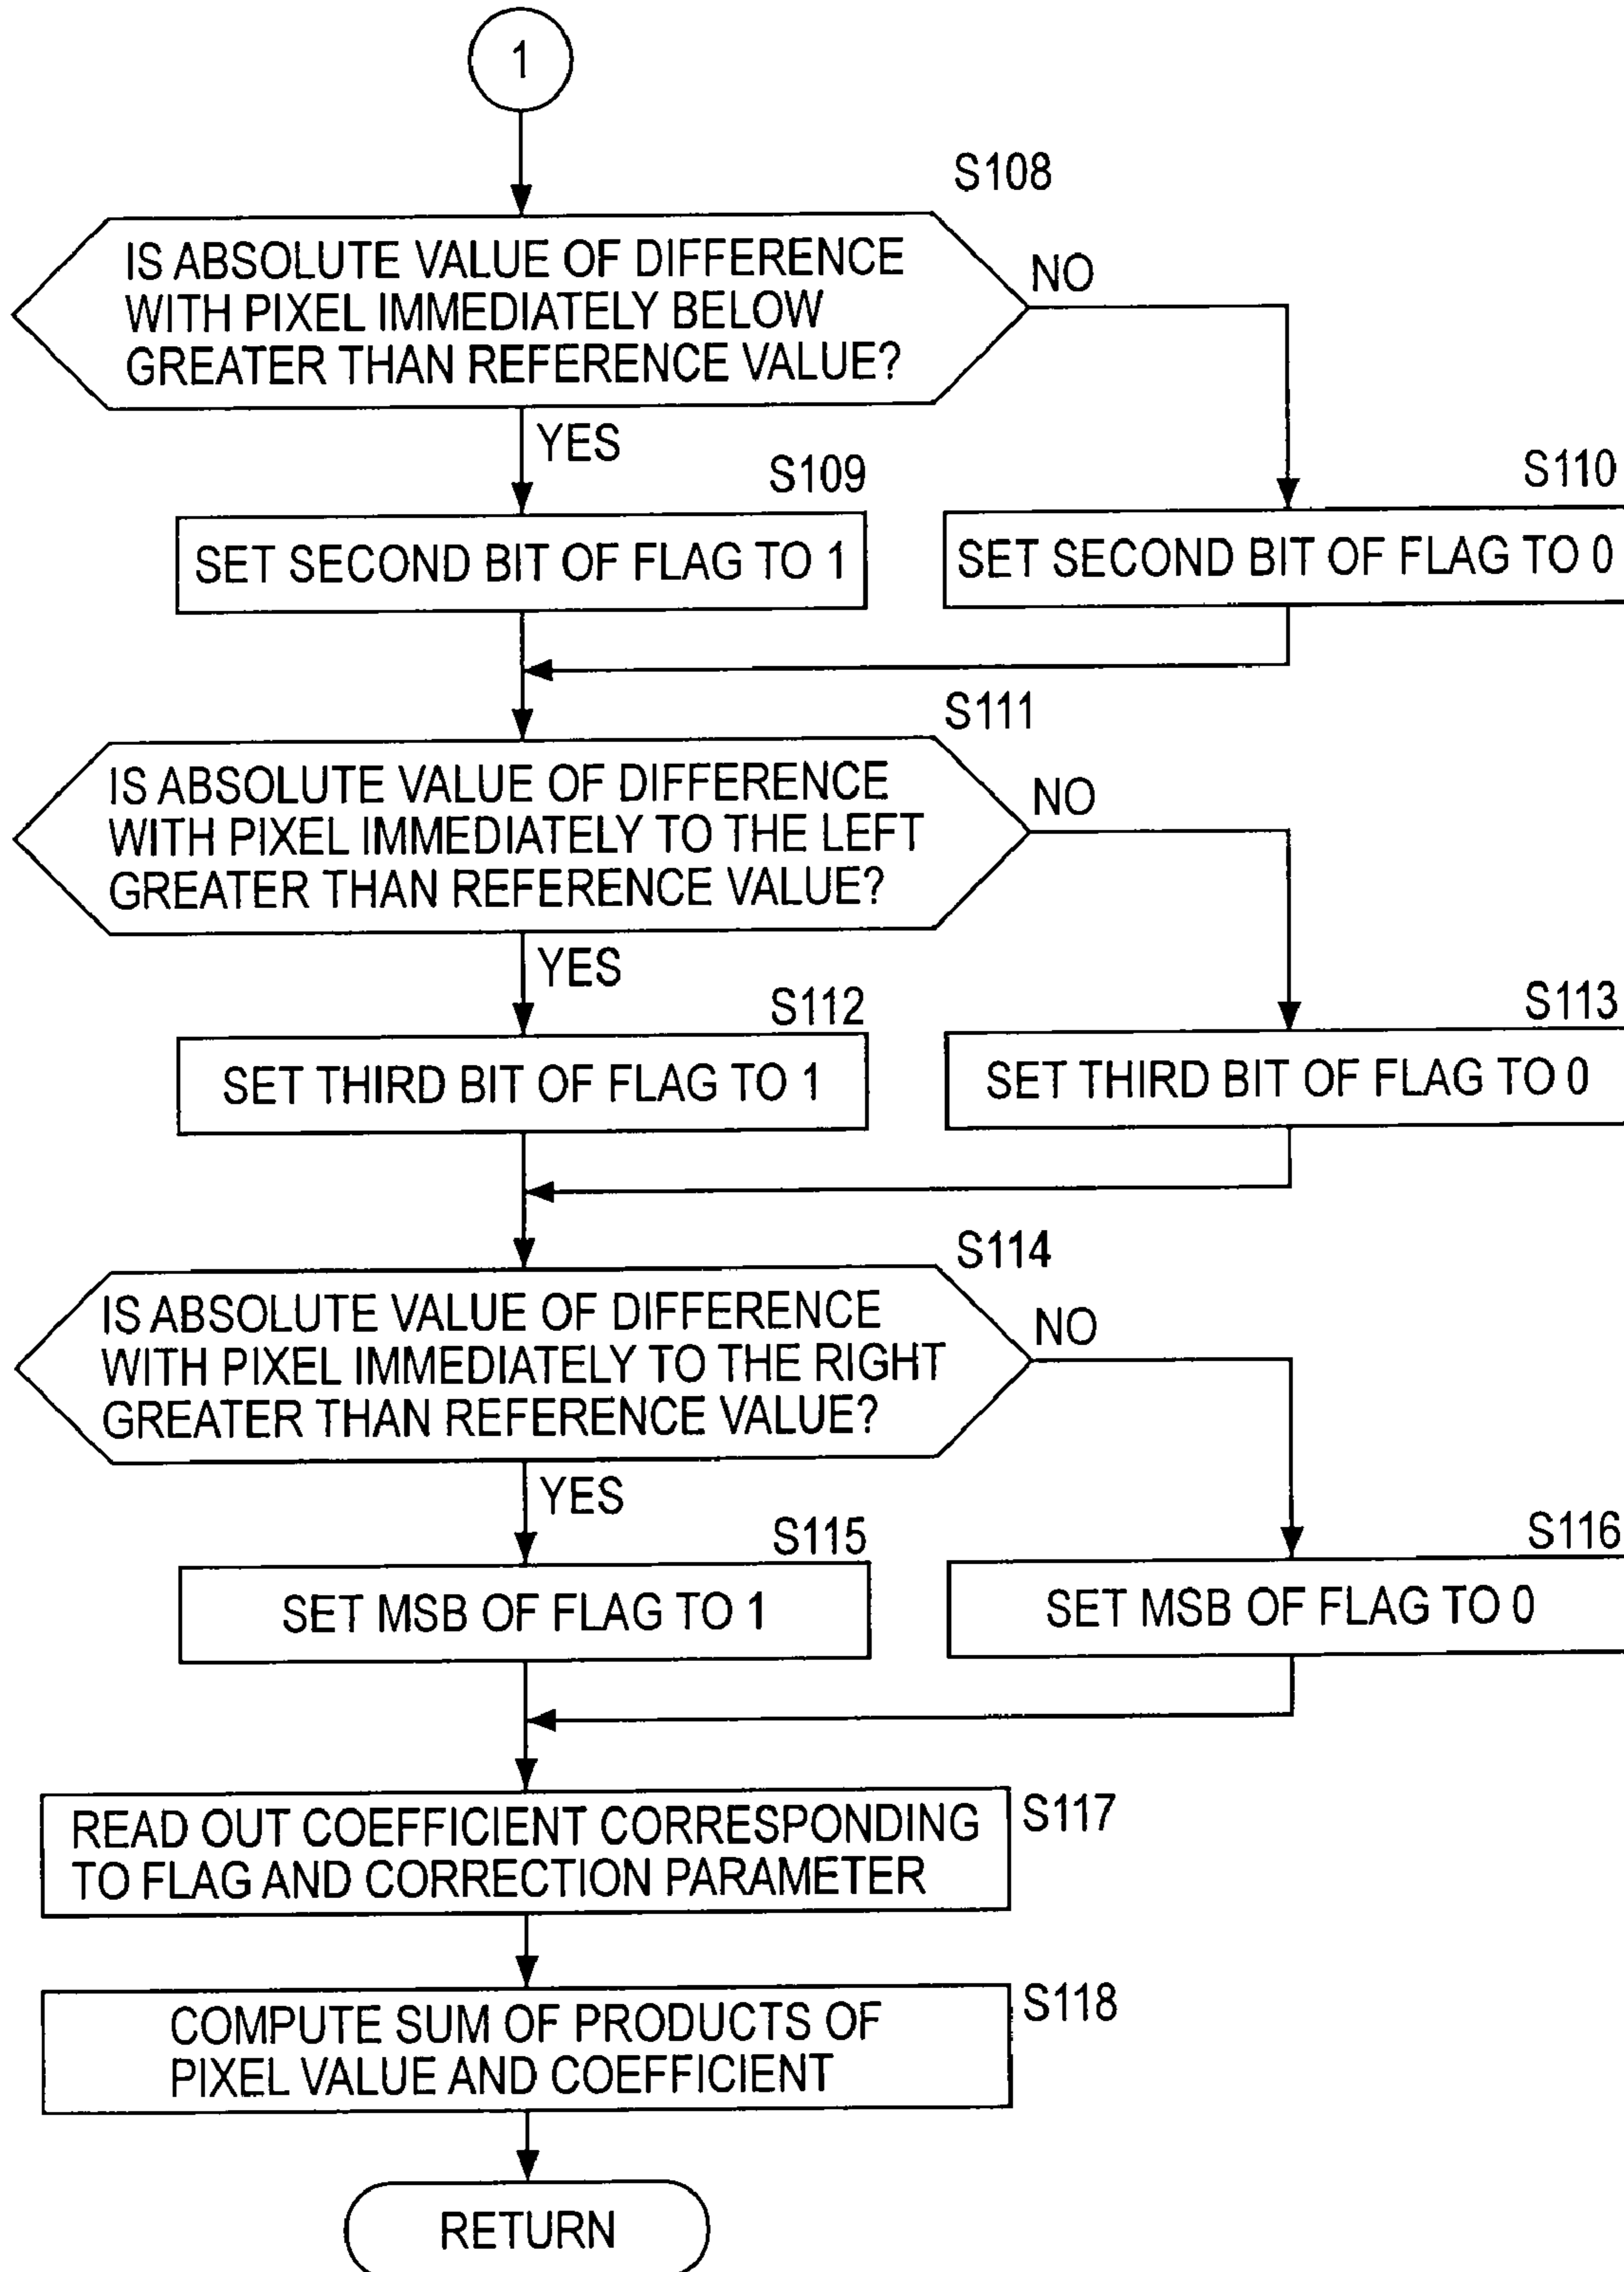 1
S108
IS ABSOLUTE VALUE OF DIFFERENCE
WITH PIXEL IMMEDIATELY BELOW
GREATER THAN REFERENCE VALUE?
NO
YES
S109
S110
SET SECOND BIT OF FLAG TO 1
SET SECOND BIT OF FLAG TO 0
S111
IS ABSOLUTE VALUE OF DIFFERENCE
WITH PIXEL IMMEDIATELY TO THE LEFT
GREATER THAN REFERENCE VALUE?
NO
YES
S112
S113
SET THIRD BIT OF FLAG TO 1
SET THIRD BIT OF FLAG TO 0
S114
IS ABSOLUTE VALUE OF DIFFERENCE
WITH PIXEL IMMEDIATELY TO THE RIGHT
GREATER THAN REFERENCE VALUE?
NO
YES
S115
S116
SET MSB OF FLAG TO 1
SET MSB OF FLAG TO 0
READ OUT COEFFICIENT CORRESPONDING
TO FLAG AND CORRECTION PARAMETER
S117
COMPUTE SUM OF PRODUCTS OF
PIXEL VALUE AND COEFFICIENT
S118
RETURN